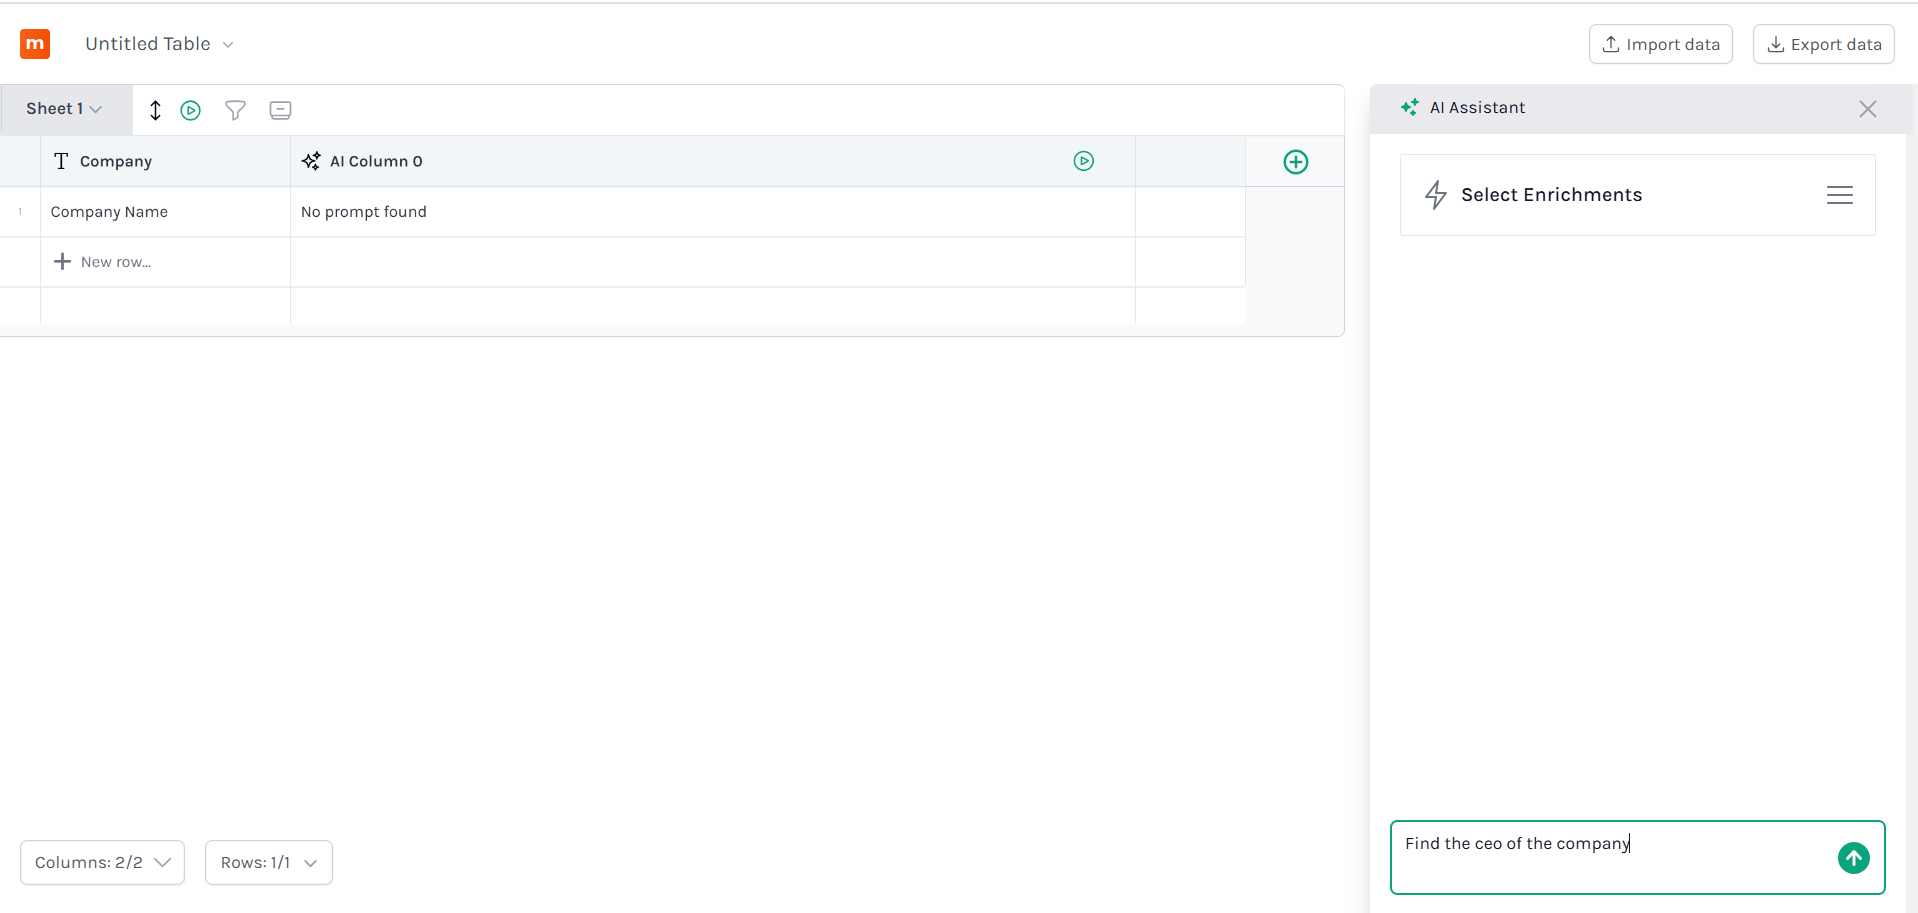 m
Untitled Table
Import data
Export data
Sheet 1
AI Assistant
Company
AI Column 0
Select Enrichments
1
Company Name
No prompt found
New row...
Find the ceo of the company
Columns: 2/2
Rows: 1/1